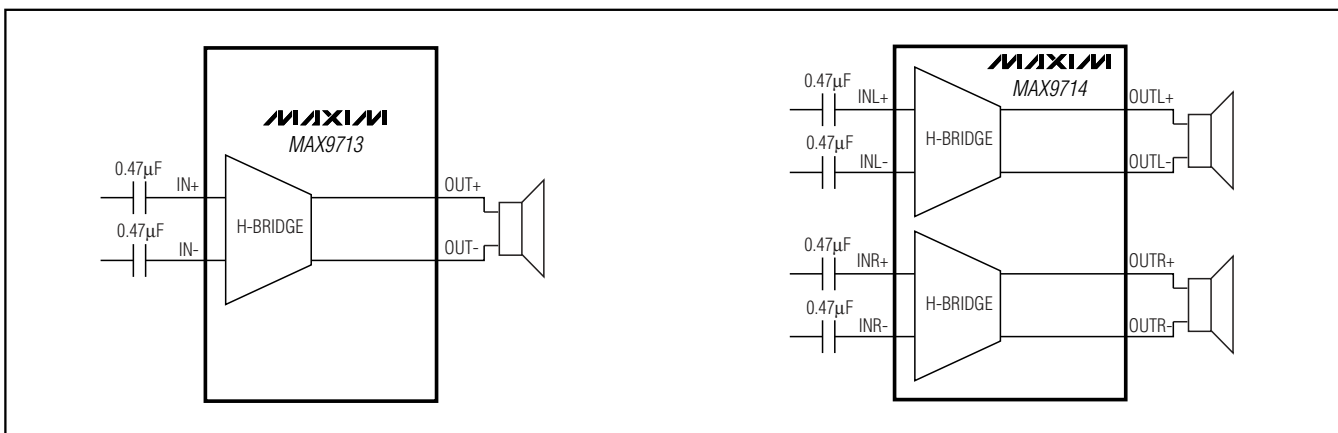 MAXIM
MAX9713
0.47µF
IN+
0.47µF
IN-
H-BRIDGE
OUT+
OUT-
MAXIM
MAX9714
0.47µF
INL+
0.47µF
INL-
H-BRIDGE
OUTL+
OUTL-
0.47µF
INR+
0.47µF
INR-
H-BRIDGE
OUTR+
OUTR-